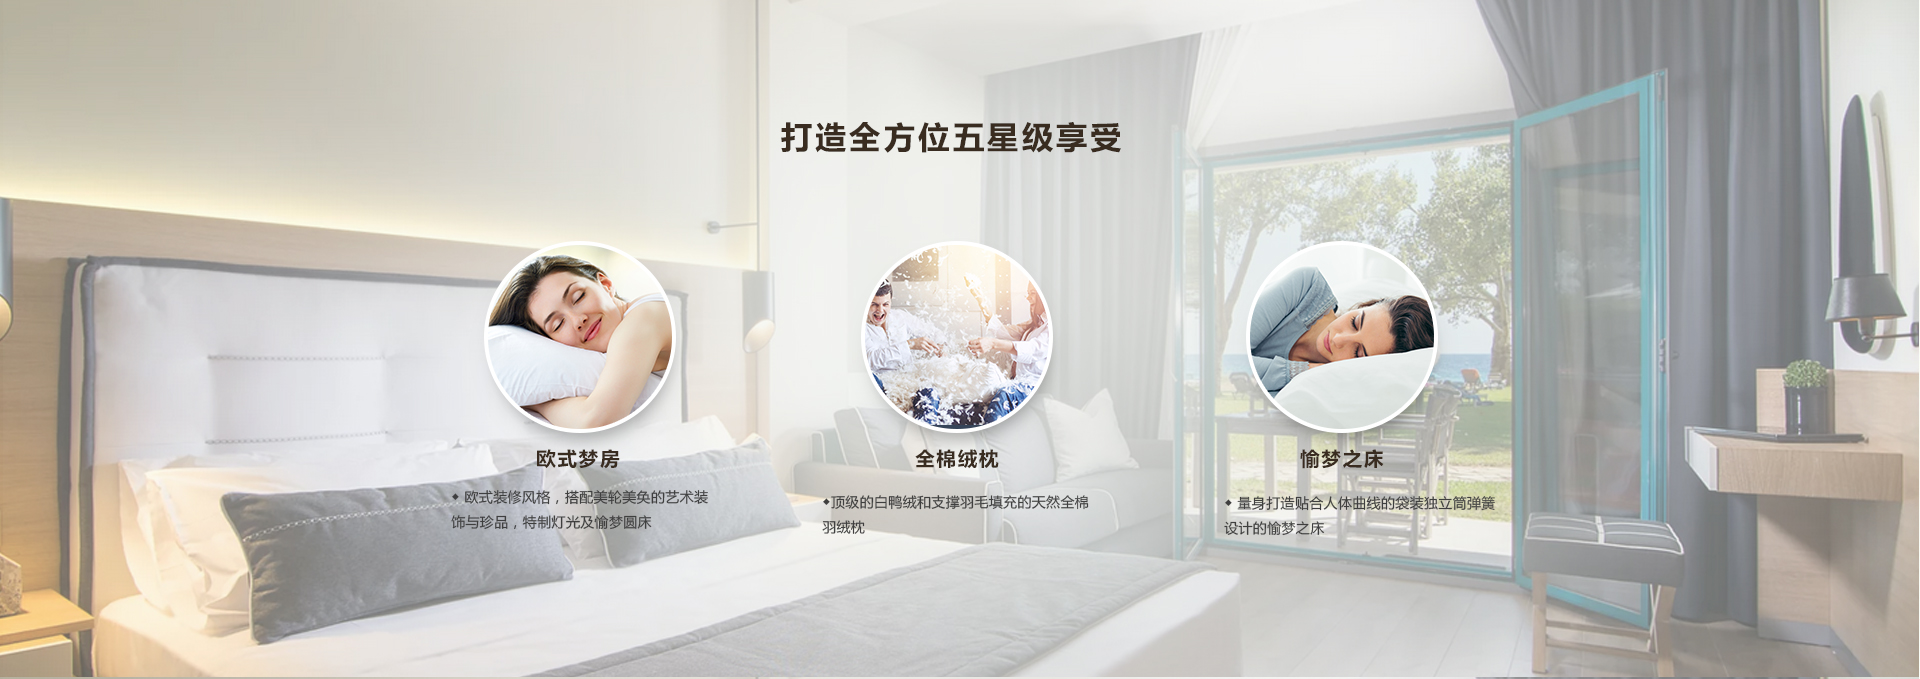 打造全方位五星级享受
欧式梦房
◆ 欧式装修风格，搭配美轮美奂的艺术装
饰与珍品，特制灯光及愉梦圆床
全棉绒枕
◆顶级的白鸭绒和支撑羽毛填充的天然全棉
羽绒枕
愉梦之床
◆ 量身打造贴合人体曲线的袋装独立筒弹簧
设计的愉梦之床